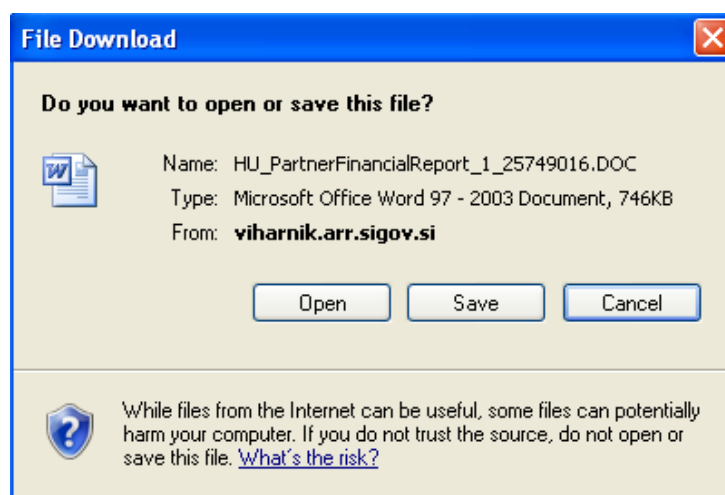 File Download
Do you want to open or save this file?
Name: HU_PartnerFinancialReport_1_25749016.DOC
Type: Microsoft Office Word 97 - 2003 Document, 746KB
From: viharnik.arr.sigov.si
Open Save Cancel
While files from the Internet can be useful, some files can potentially
harm your computer. If you do not trust the source, do not open or
save this file. What's the risk?